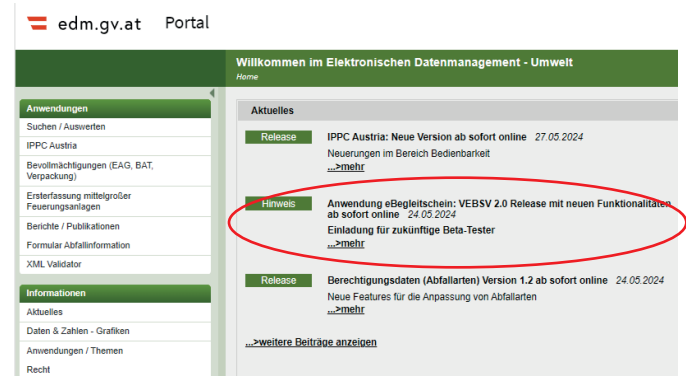 edm.gv.at Portal
Willkommen im Elektronischen Datenmanagement - Umwelt
Home
Anwendungen
Suchen / Auswerten
IPPC Austria
Bevollmächtigungen (EAG, BAT,
Verpackung)
Ersterfassung mittelgroßer
Feuerungsanlagen
Berichte / Publikationen
Formular Abfallinformation
XML Validator
Informationen
Aktuelles
Daten & Zahlen - Grafiken
Anwendungen / Themen
Recht
Aktuelles
Release IPPC Austria: Neue Version ab sofort online 27.05.2024
Neuerungen im Bereich Bedienbarkeit
...>mehr
Hinweis Anwendung eBegleitschein: VEBSV 2.0 Release mit neuen Funktionalitäten
ab sofort online 24.05.2024
Einladung für zukünftige Beta-Tester
...>mehr
Release Berechtigungsdaten (Abfallarten) Version 1.2 ab sofort online 24.05.2024
Neue Features für die Anpassung von Abfallarten
...>mehr
...>weitere Beiträge anzeigen